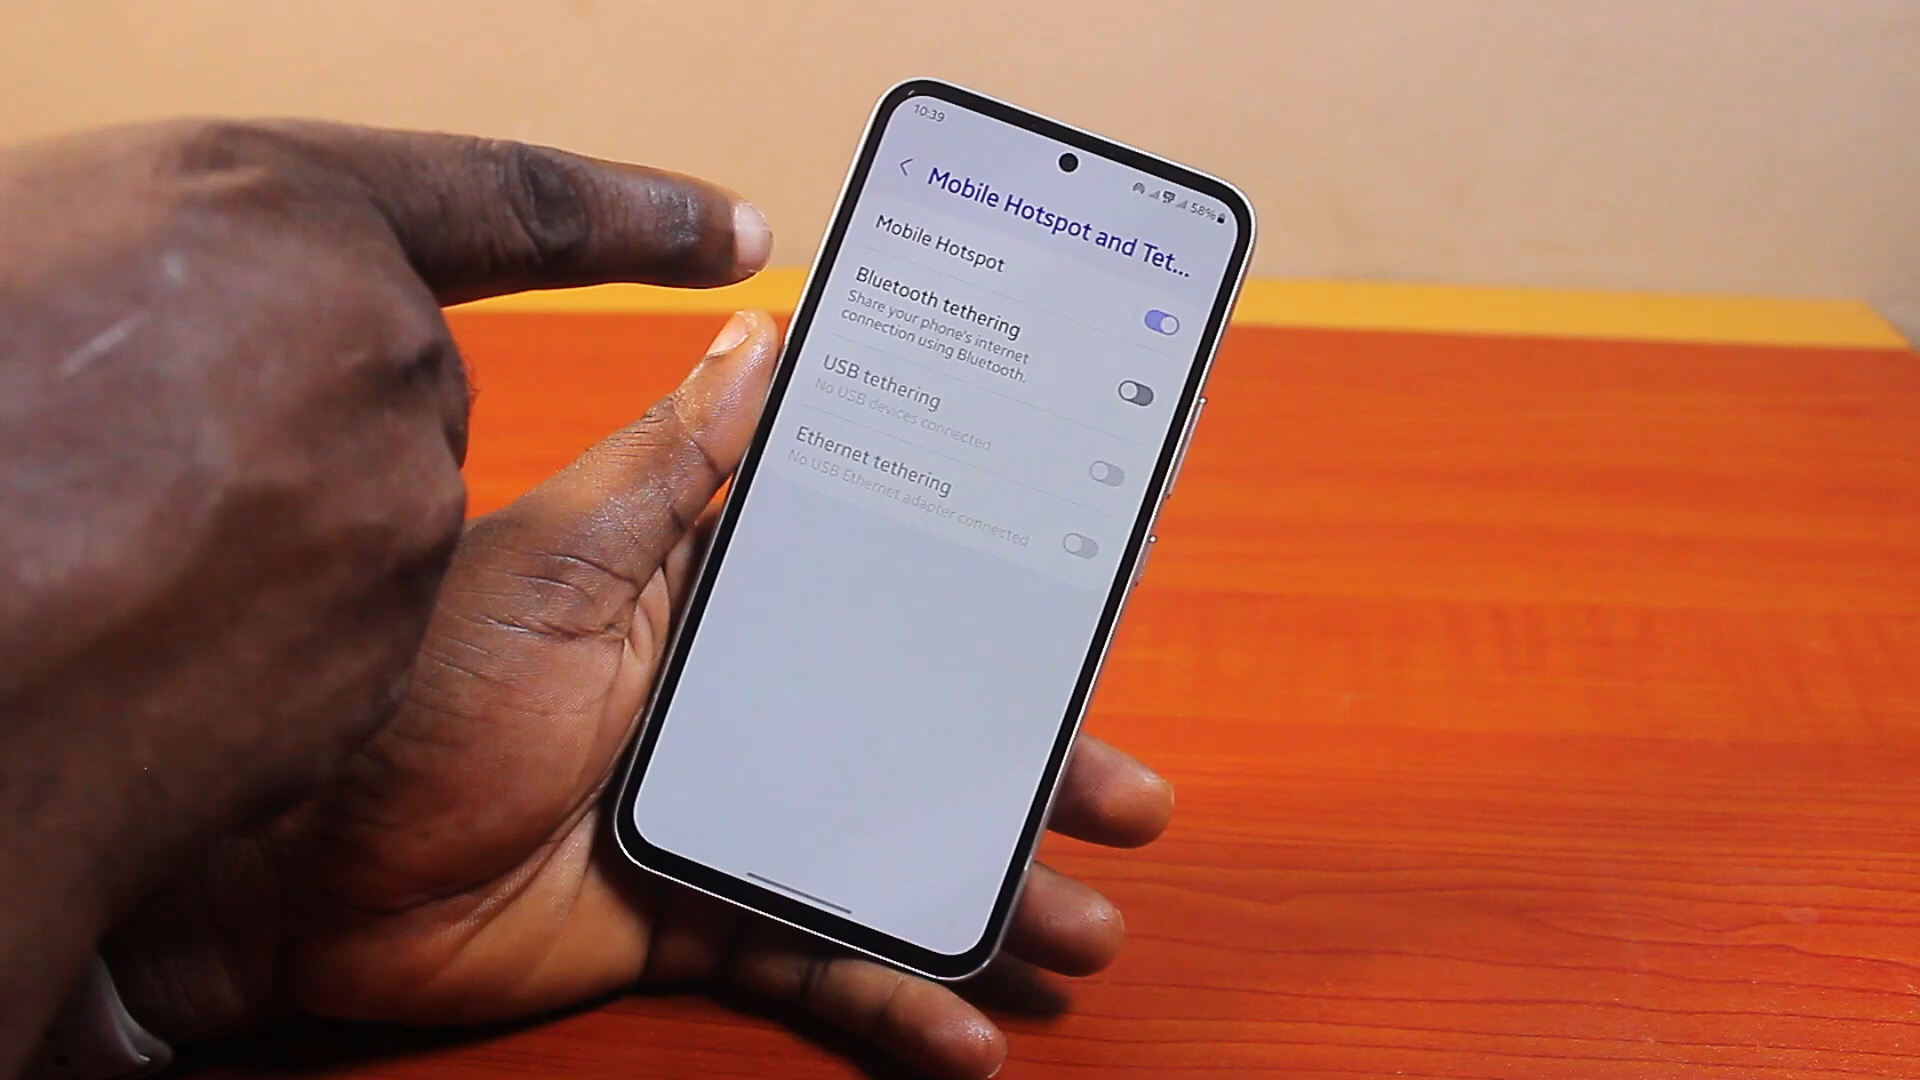 10:39
58%
Mobile Hotspot and Tet...
Mobile Hotspot
Bluetooth tethering
Share your phone's internet
connection using Bluetooth.
USB tethering
No USB devices connected
Ethernet tethering
No USB Ethernet adapter connected